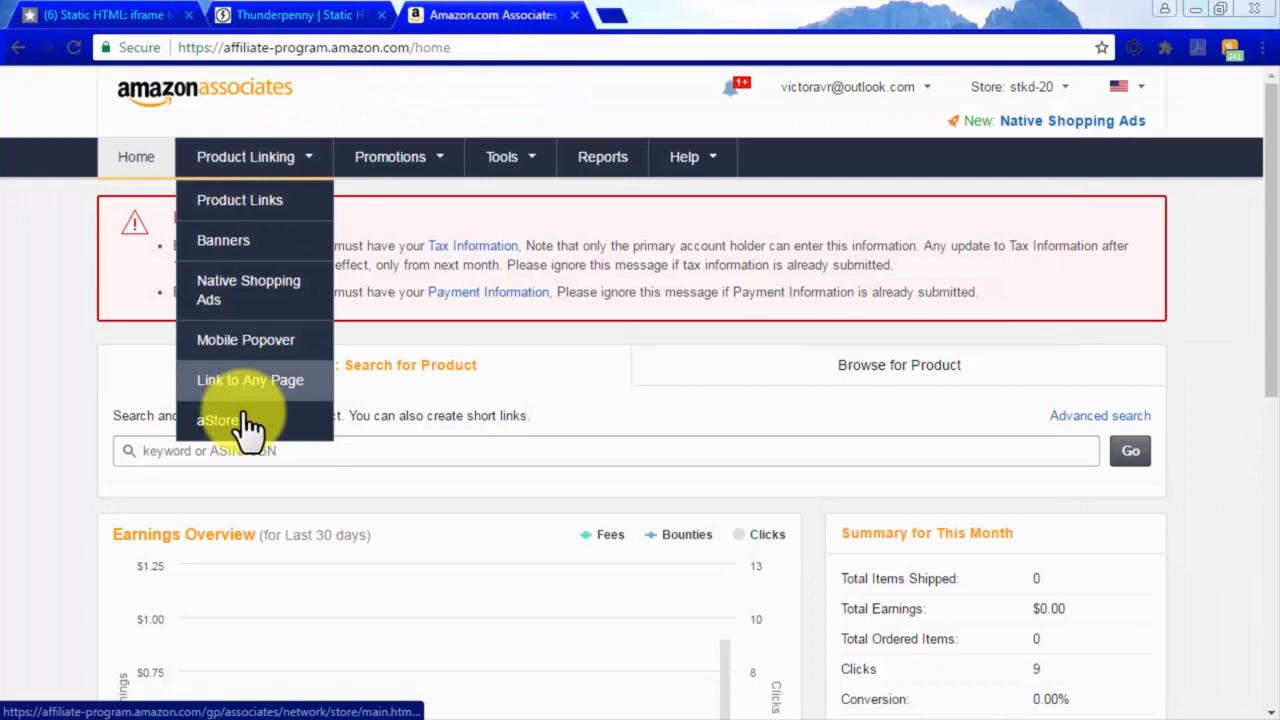 (6) Static HTML: iframe t
Thunderpenny | Static H
Amazon.com Associates
Secure
https://affiliate-program.amazon.com/home
241
amazonassociates
1+
victoravr@outlook.com
Store: stkd-20
New: Native Shopping Ads
Home
Product Linking
Promotions
Tools
Reports
Help
Product Links
Banners
Native Shopping
Ads
Mobile Popover
Link to Any Page
aStore
must have your Tax Information, Note that only the primary account holder can enter this information. Any update to Tax Information after
effect, only from next month. Please ignore this message if tax information is already submitted.
must have your Payment Information, Please ignore this message if Payment Information is already submitted.
: Search for Product
Browse for Product
Search an
t. You can also create short links.
Advanced search
keyword or ASIN
Go
Earnings Overview (for Last 30 days)
Fees
Bounties
Clicks
$1.25
13
$1.00
10
$0.75
8
nings
Clicks
Summary for This Month
Total Items Shipped: 0
Total Earnings: $0.00
Total Ordered Items: 0
Clicks 9
Conversion: 0.00%
https://affiliate-program.amazon.com/gp/associates/network/store/main.htm...